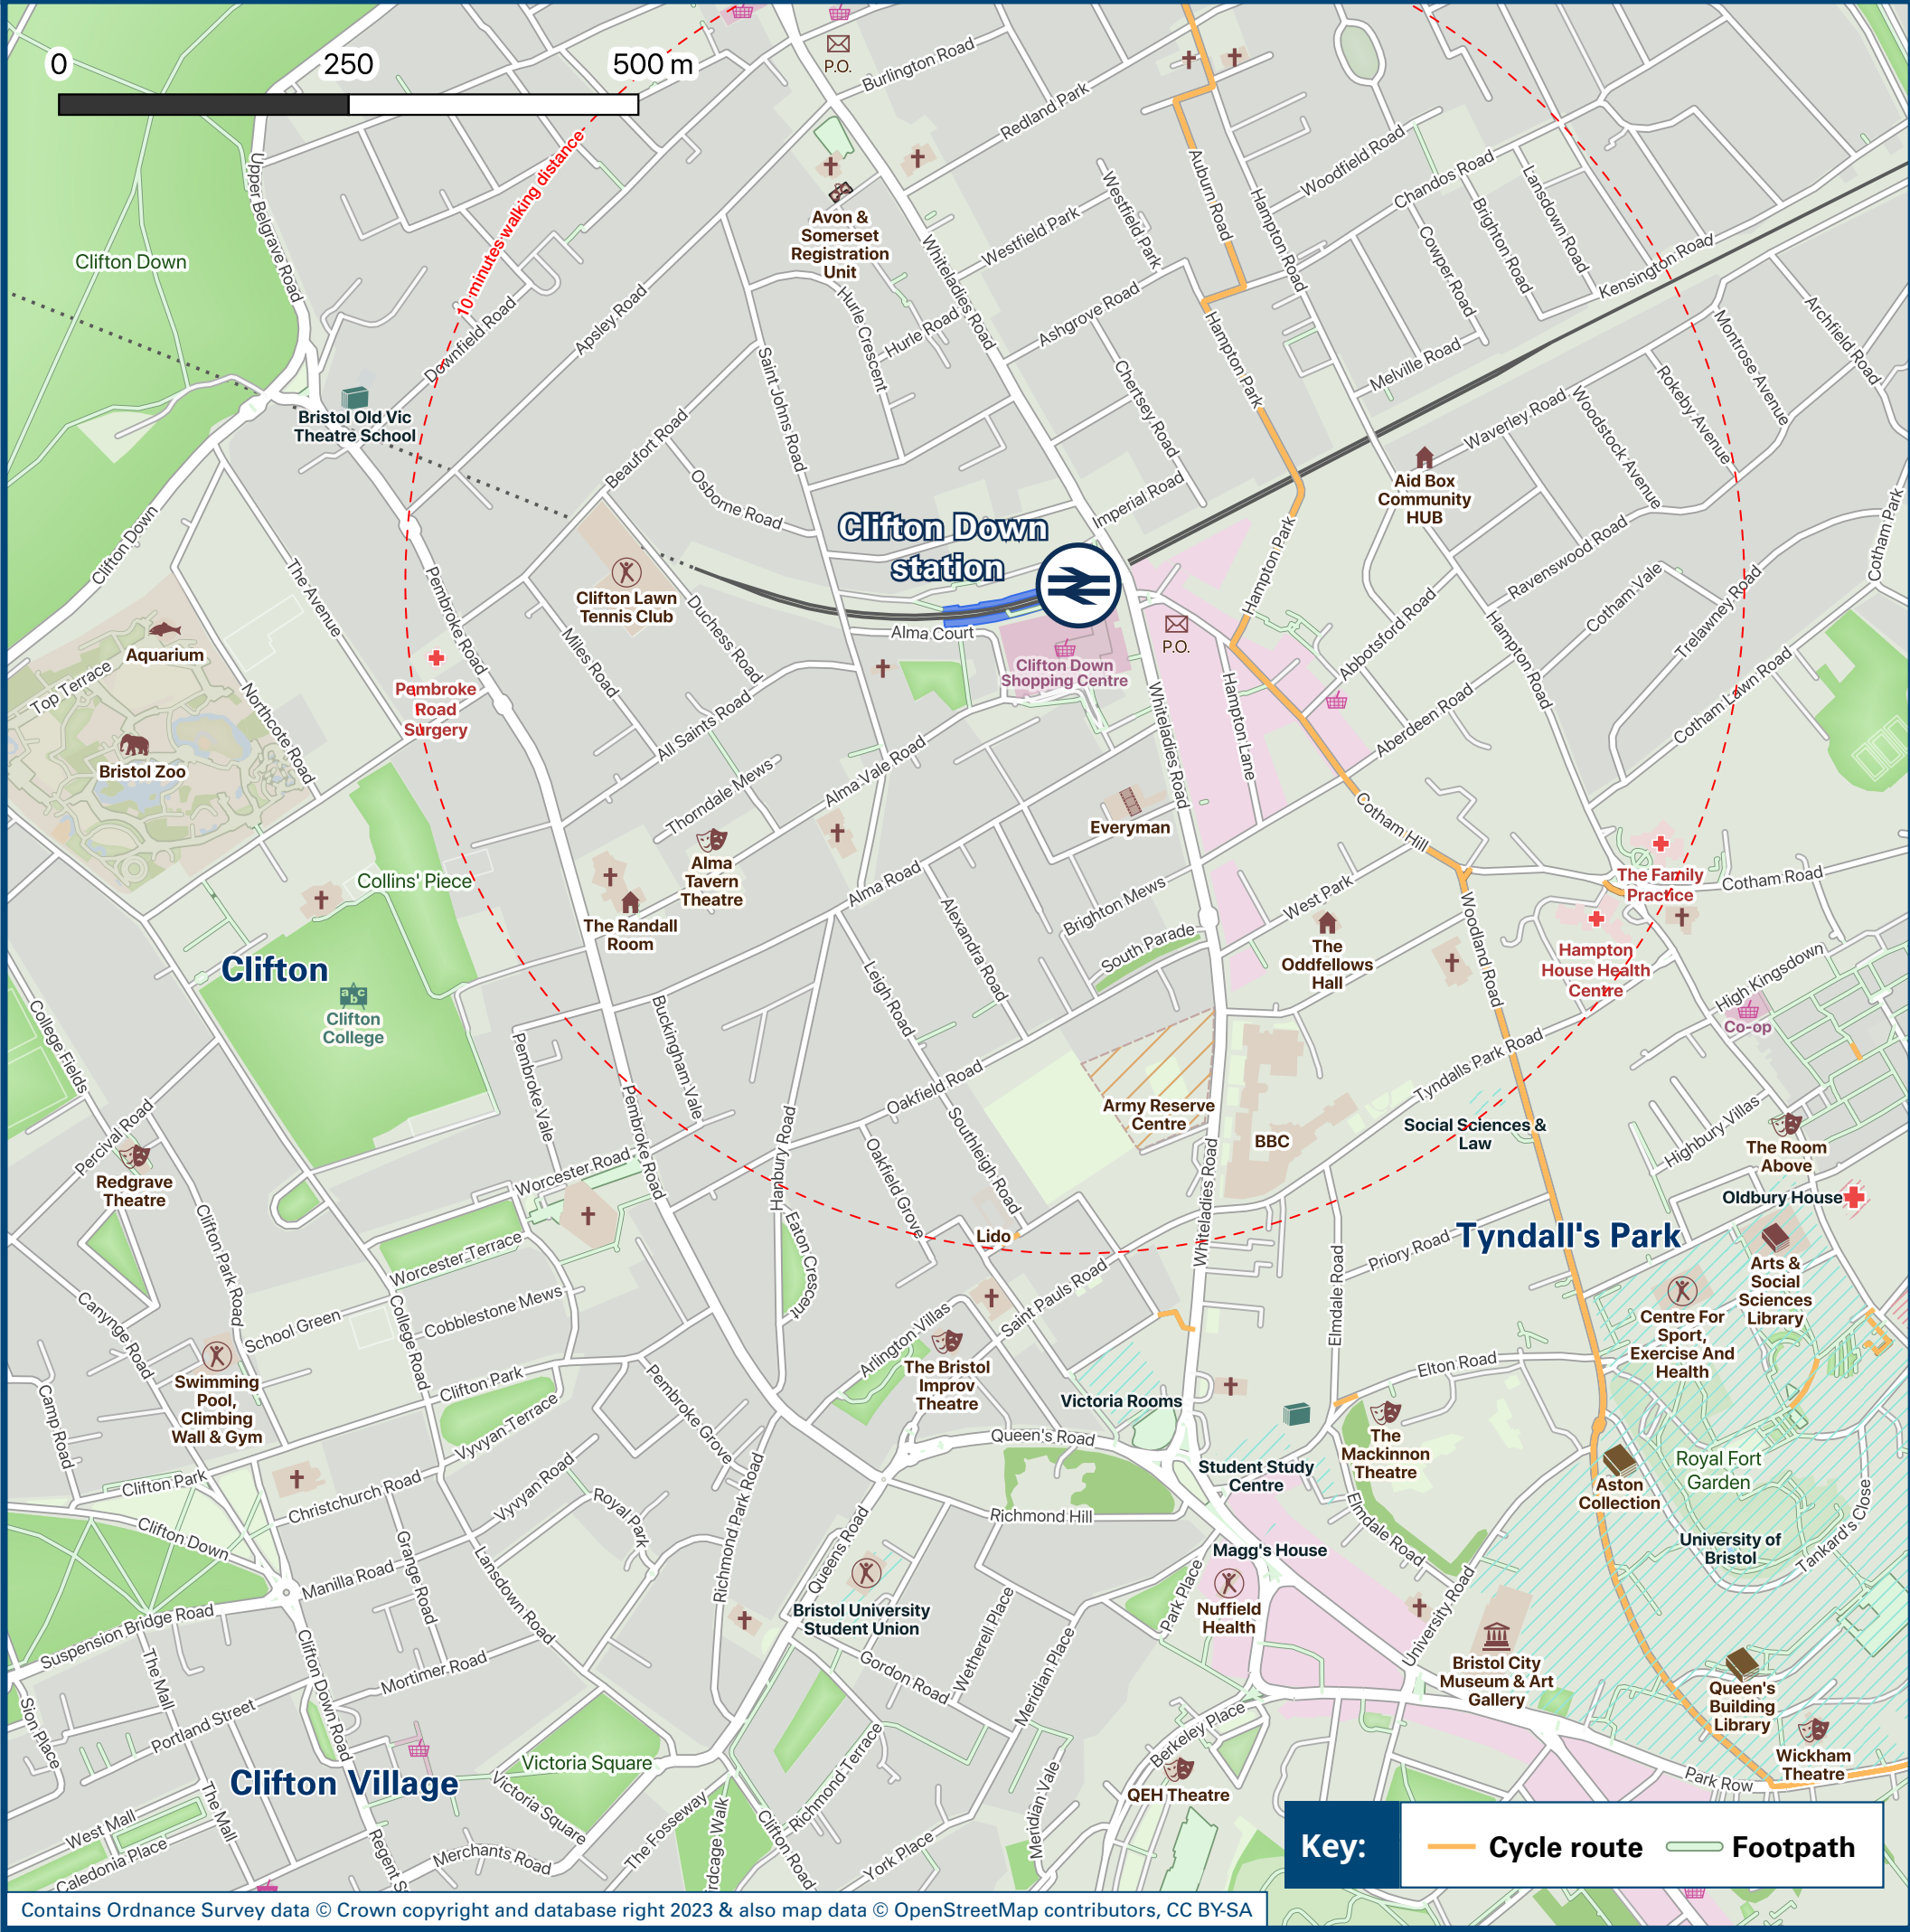 0
250
500 m
P.O.
Burlington Road
Redland Road
Upper Belgrave Road
10 minutes walking distance
Clifton Down
Avon &
Somerset
Registration
Unit
Whiteladies Road
Westfield Park
Westfield Park
Auburn Road
Hampton Road
Woodfield Road
Chandos Road
Lansdown Road
Brighton Road
Cowper Road
Kensington Road
Archfield Road
Montrose Avenue
Downfield Road
Apsley Road
Hurle Crescent
Hurle Road
Ashgrove Road
Hampton Park
Chertsey Road
Melville Road
Saint Johns Road
Bristol Old Vic
Theatre School
Beaufort Road
Osborne Road
Imperial Road
Waverley Road
Woodstock Avenue
Rokeby Avenue
Aid Box
Community
HUB
Clifton Down
The Avenue
Pembroke Road
Clifton Down
station
Hampton Park
Ravenswood Road
Cotham Vale
Trelawney Road
Cotham Park
Clifton Lawn
Tennis Club
Duchess Road
Miles Road
Alma Court
P.O.
Abbotsford Road
Hampton Road
Cotham Lawn Road
Aquarium
Top Terrace
Northcote Road
Pembroke
Road
Surgery
Clifton Down
Shopping Centre
Whiteladies Road
Hampton Lane
Aberdeen Road
Bristol Zoo
All Saints Road
Thorndale Mews
Alma Vale Road
Everyman
Cotham Hill
Collins' Piece
Alma
Tavern
Theatre
The Randall
Room
Alma Road
Brighton Mews
West Park
The Family
Practice
Cotham Road
Clifton
Clifton
College
Leigh Road
Alexandra Road
South Parade
The
Oddfellows
Hall
Woodland Road
Hampton
House Health
Centre
High Kingsdown
Co-op
College Fields
Buckingham Vale
Pembroke Vale
Pembroke Road
Oakfield Road
Army Reserve
Centre
BBC
Tyndalls Park Road
Social Sciences &
Law
Highbury Villas
The Room
Above
Percival Road
Redgrave
Theatre
Worcester Road
Hanbury Road
Oakfield Grove
Southleigh Road
Whiteladies Road
Oldbury House
Clifton Park Road
Worcester Terrace
Eaton Crescent
Lido
Tyndall's Park
Priory Road
Elmdale Road
Arts &
Social
Sciences
Library
Canynge Road
School Green
Cobblestone Mews
College Road
Saint Pauls Road
Arlington Villas
The Bristol
Improv
Theatre
Centre For
Sport,
Exercise And
Health
Swimming
Pool,
Climbing
Wall & Gym
Camp Road
Clifton Park
Vyvyan Terrace
Pembroke Grove
Victoria Rooms
Queen's Road
Elton Road
The
Mackinnon
Theatre
Student Study
Centre
Aston
Collection
Royal Fort
Garden
Clifton Park
Christchurch Road
Vyvyan Road
Royal Park
Richmond Park Road
Richmond Hill
Elmdale Road
University of
Bristol
Tankard's Close
Clifton Down
Manilla Road
Grange Road
Lansdown Road
Queens Road
Magg's House
Park Place
Nuffield
Health
University Road
Bristol University
Student Union
Suspension Bridge Road
Clifton Down Road
The Mall
Mortimer Road
Gordon Road
Wetherell Place
Meridian Place
Bristol City
Museum & Art
Gallery
Queen's
Building
Library
Sion Place
Portland Street
Victoria Square
Clifton Village
Victoria Square
Richmond Terrace
Berkeley Place
QEH Theatre
Wickham
Theatre
Park Row
West Mall
Caledonia Place
The Mall
Regent S
Merchants Road
The Fosseway
irdcage Walk
Clifton Road
York Place
Meridian Vale
Key:
Cycle route
Footpath
Contains Ordnance Survey data © Crown copyright and database right 2023 & also map data © OpenStreetMap contributors, CC BY-SA